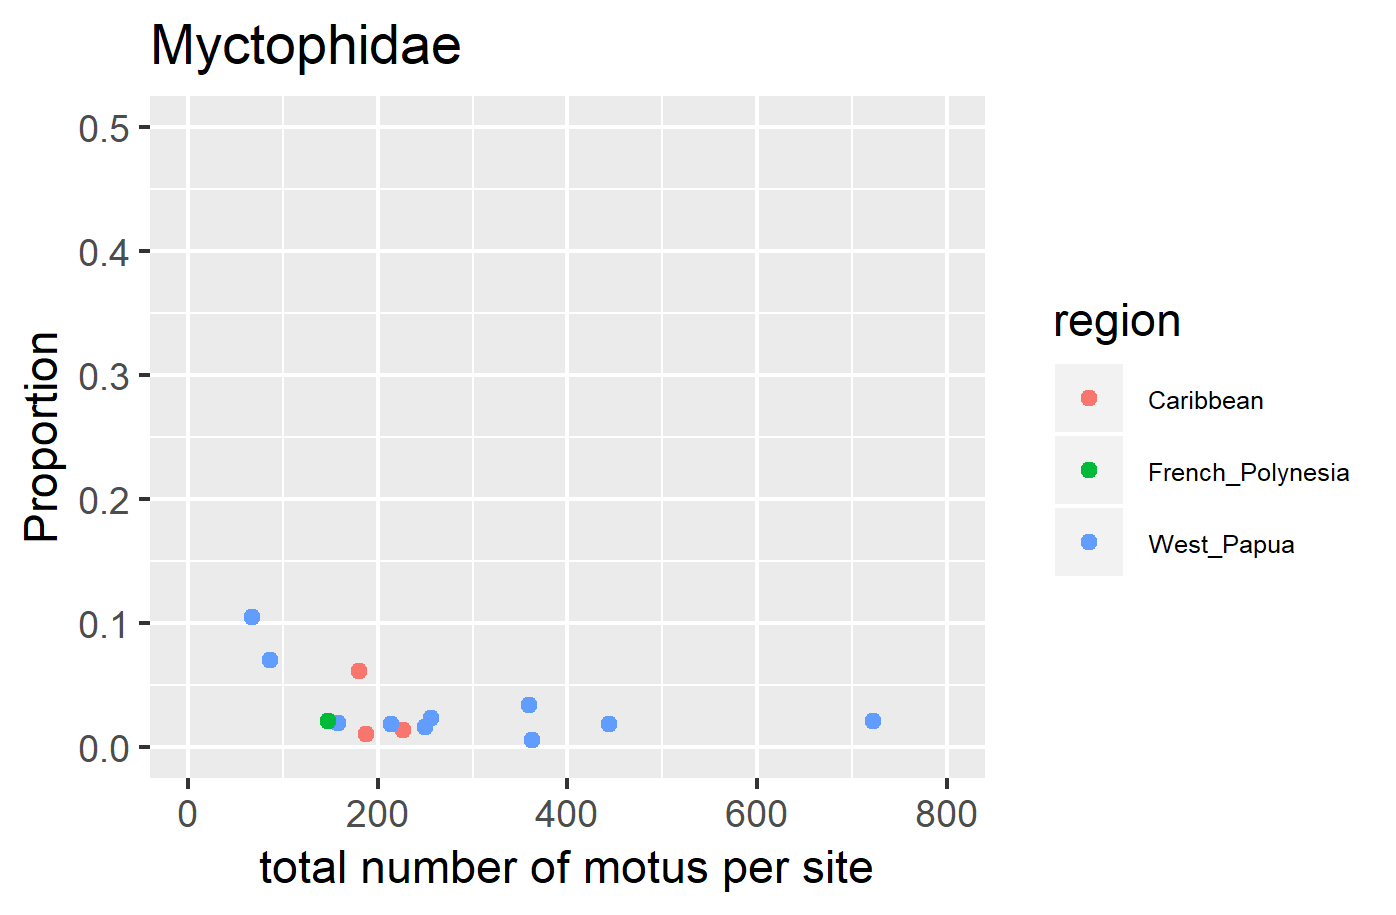 Myctophidae
0.5
0.4
0.3
0.2
0.1
0.0
Proportion
0 200 400 600 800
total number of motus per site
region
Caribbean
French_Polynesia
West_Papua